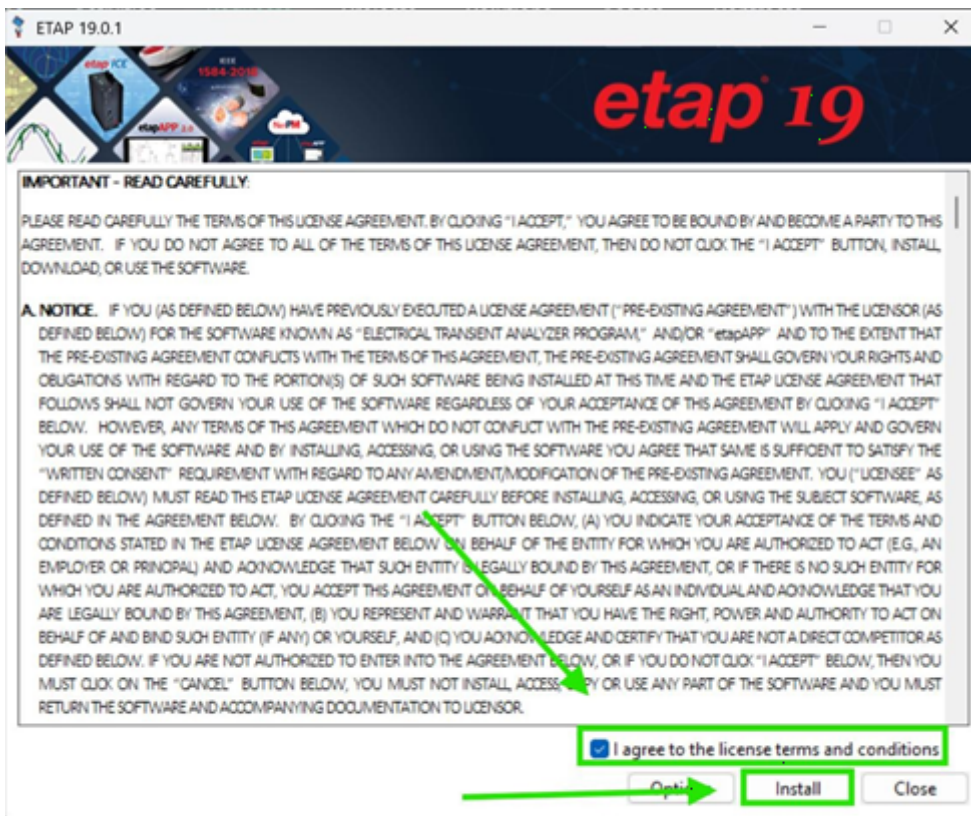 ETAP 19.0.1
etap ICE
IEEE
1584-2018
etapAPP 2.0
NetPM
etap 19
IMPORTANT - READ CAREFULLY:
PLEASE READ CAREFULLY THE TERMS OF THIS LICENSE AGREEMENT. BY CLICKING "I ACCEPT," YOU AGREE TO BE BOUND BY AND BECOME A PARTY TO THIS
AGREEMENT. IF YOU DO NOT AGREE TO ALL OF THE TERMS OF THIS LICENSE AGREEMENT, THEN DO NOT CLICK THE "I ACCEPT" BUTTON, INSTALL,
DOWNLOAD, OR USE THE SOFTWARE.
A. NOTICE. IF YOU (AS DEFINED BELOW) HAVE PREVIOUSLY EXECUTED A LICENSE AGREEMENT ("PRE-EXISTING AGREEMENT") WITH THE LICENSOR (AS
DEFINED BELOW) FOR THE SOFTWARE KNOWN AS "ELECTRICAL TRANSIENT ANALYZER PROGRAM," AND/OR "etapAPP" AND TO THE EXTENT THAT
THE PRE-EXISTING AGREEMENT CONFLICTS WITH THE TERMS OF THIS AGREEMENT, THE PRE-EXISTING AGREEMENT SHALL GOVERN YOUR RIGHTS AND
OBLIGATIONS WITH REGARD TO THE PORTION(S) OF SUCH SOFTWARE BEING INSTALLED AT THIS TIME AND THE ETAP LICENSE AGREEMENT THAT
FOLLOWS SHALL NOT GOVERN YOUR USE OF THE SOFTWARE REGARDLESS OF YOUR ACCEPTANCE OF THIS AGREEMENT BY CLICKING "I ACCEPT"
BELOW. HOWEVER, ANY TERMS OF THIS AGREEMENT WHICH DO NOT CONFLICT WITH THE PRE-EXISTING AGREEMENT WILL APPLY AND GOVERN
YOUR USE OF THE SOFTWARE AND BY INSTALLING, ACCESSING, OR USING THE SOFTWARE YOU AGREE THAT SAME IS SUFFICIENT TO SATISFY THE
"WRITTEN CONSENT" REQUIREMENT WITH REGARD TO ANY AMENDMENT/MODIFICATION OF THE PRE-EXISTING AGREEMENT. YOU ("LICENSEE" AS
DEFINED BELOW) MUST READ THIS ETAP LICENSE AGREEMENT CAREFULLY BEFORE INSTALLING, ACCESSING, OR USING THE SUBJECT SOFTWARE, AS
DEFINED IN THE AGREEMENT BELOW. BY CLICKING THE "I ACCEPT" BUTTON BELOW, (A) YOU INDICATE YOUR ACCEPTANCE OF THE TERMS AND
CONDITIONS STATED IN THE ETAP LICENSE AGREEMENT BELOW ON BEHALF OF THE ENTITY FOR WHICH YOU ARE AUTHORIZED TO ACT (E.G., AN
EMPLOYER OR PRINCIPAL) AND ACKNOWLEDGE THAT SUCH ENTITY IS LEGALLY BOUND BY THIS AGREEMENT, OR IF THERE IS NO SUCH ENTITY FOR
WHICH YOU ARE AUTHORIZED TO ACT, YOU ACCEPT THIS AGREEMENT ON BEHALF OF YOURSELF AS AN INDIVIDUAL AND ACKNOWLEDGE THAT YOU
ARE LEGALLY BOUND BY THIS AGREEMENT, (B) YOU REPRESENT AND WARRANT THAT YOU HAVE THE RIGHT, POWER AND AUTHORITY TO ACT ON
BEHALF OF AND BIND SUCH ENTITY (IF ANY) OR YOURSELF, AND (C) YOU ACKNOWLEDGE AND CERTIFY THAT YOU ARE NOT A DIRECT COMPETITOR AS
DEFINED BELOW. IF YOU ARE NOT AUTHORIZED TO ENTER INTO THE AGREEMENT BELOW, OR IF YOU DO NOT CLICK "I ACCEPT" BELOW, THEN YOU
MUST CLICK ON THE "CANCEL" BUTTON BELOW, YOU MUST NOT INSTALL, ACCESS, COPY OR USE ANY PART OF THE SOFTWARE AND YOU MUST
RETURN THE SOFTWARE AND ACCOMPANYING DOCUMENTATION TO LICENSOR.
I agree to the license terms and conditions
Options Install Close